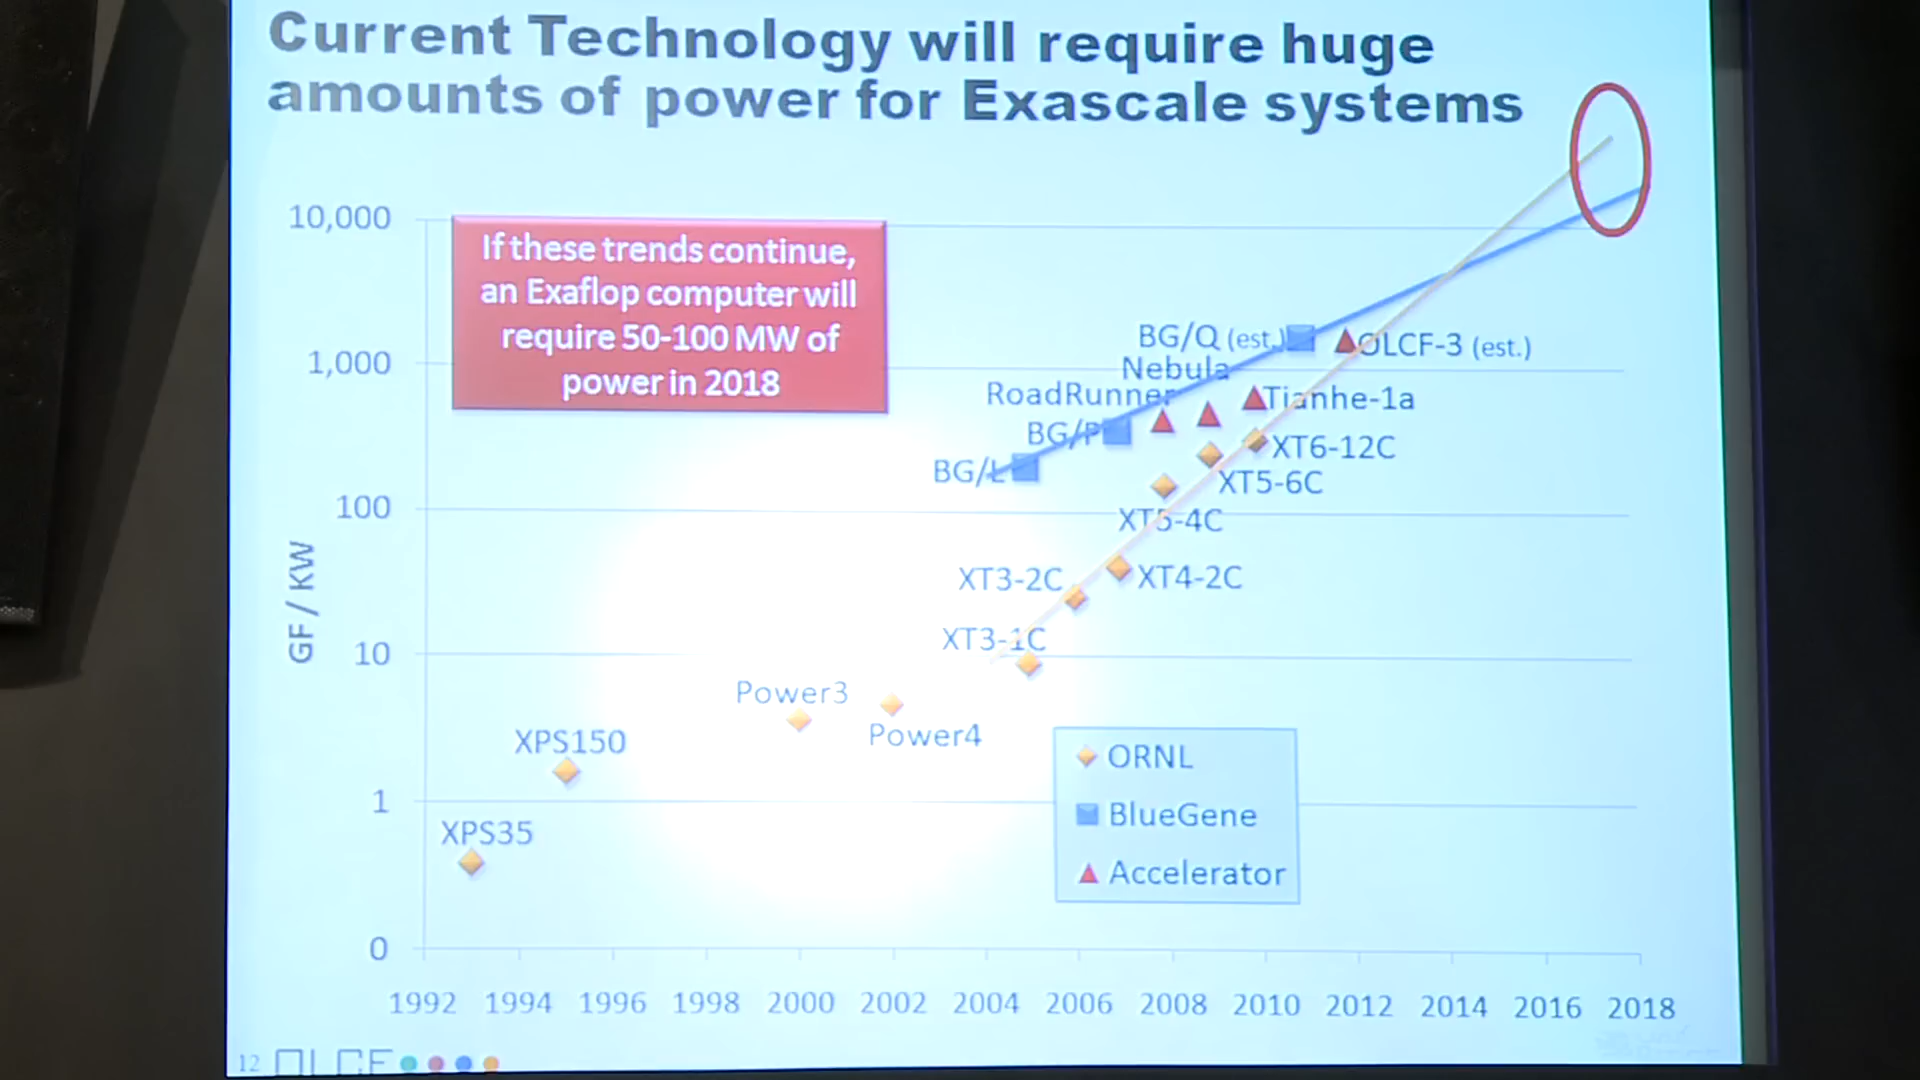 Current Technology will require huge
amounts of power for Exascale systems
If these trends continue,
an Exaflop computer will
require 50-100 MW of
power in 2018
10,000
1,000
100
10
1
0
GF / KW
BG/Q (est.)
OLCF-3 (est.)
Nebula
RoadRunner
Tianhe-1a
BG/P
XT6-12C
BG/L
XT5-6C
XT5-4C
XT3-2C
XT4-2C
XT3-1C
Power3
Power4
XPS150
XPS35
ORNL
BlueGene
Accelerator
1992 1994 1996 1998 2000 2002 2004 2006 2008 2010 2012 2014 2016 2018
12 OLCF